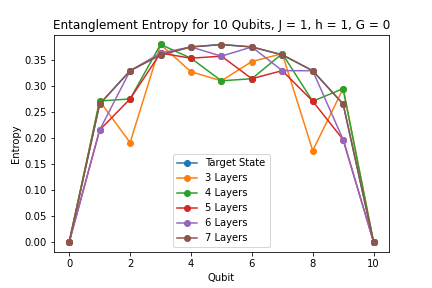 Entanglement Entropy for 10 Qubits, J = 1, h = 1, G = 0
Entropy
0.35
0.30
0.25
0.20
0.15
0.10
0.05
0.00
Target State
3 Layers
4 Layers
5 Layers
6 Layers
7 Layers
0 2 4 6 8 10
Qubit